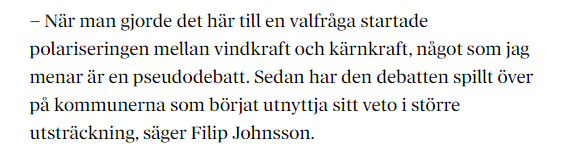 – När man gjorde det här till en valfråga startade
polariseringen mellan vindkraft och kärnkraft, något som jag
menar är en pseudodebatt. Sedan har den debatten spillt över
på kommunerna som börjat utnyttja sitt veto i större
utsträckning, säger Filip Johnsson.